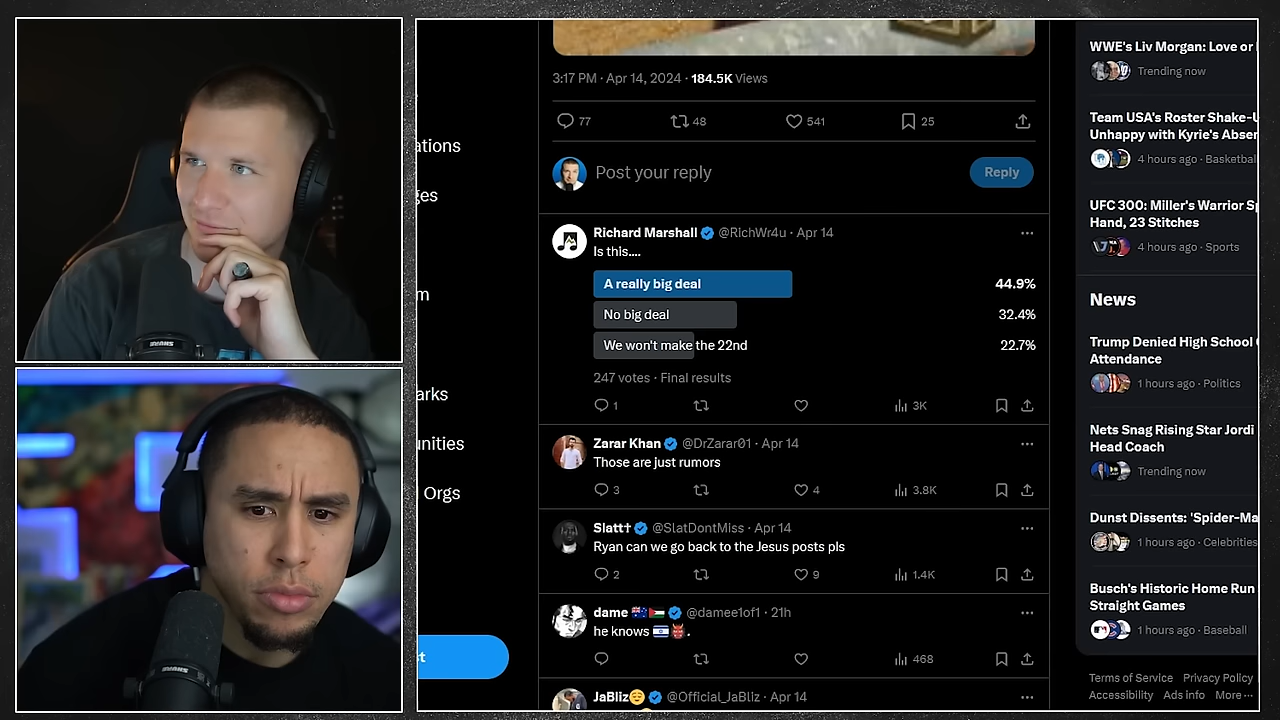 3:17 PM · Apr 14, 2024 · 184.5K Views
77 48 541 25
Post your reply
Reply
Richard Marshall @RIchWr4u · Apr 14
Is this....
A really big deal 44.9%
No big deal 32.4%
We won't make the 22nd 22.7%
247 votes · Final results
1 3K
Zarar Khan @DrZarar01 · Apr 14
Those are just rumors
3 4 3.8K
Slatt† @SlatDontMiss · Apr 14
Ryan can we go back to the Jesus posts pls
2 9 1.4K
dame 🇦🇺🇵🇸 @damee1of1 · 21h
he knows 🇮🇱👹.
468
JaBliz😌 @Official_JaBlIz · Apr 14
ations
ges
m
arks
unities
Orgs
t
WWE's Liv Morgan: Love or
Trending now
Team USA's Roster Shake-U
Unhappy with Kyrie's Absen
4 hours ago · Basketbal
UFC 300: Miller's Warrior Sp
Hand, 23 Stitches
4 hours ago · Sports
News
Trump Denied High School
Attendance
1 hours ago · Politics
Nets Snag Rising Star Jordi
Head Coach
Trending now
Dunst Dissents: 'Spider-Ma
1 hours ago · Celebrities
Busch's Historic Home Run
Straight Games
1 hours ago · Baseball
Terms of Service Privacy Policy
Accessibility Ads info More ···